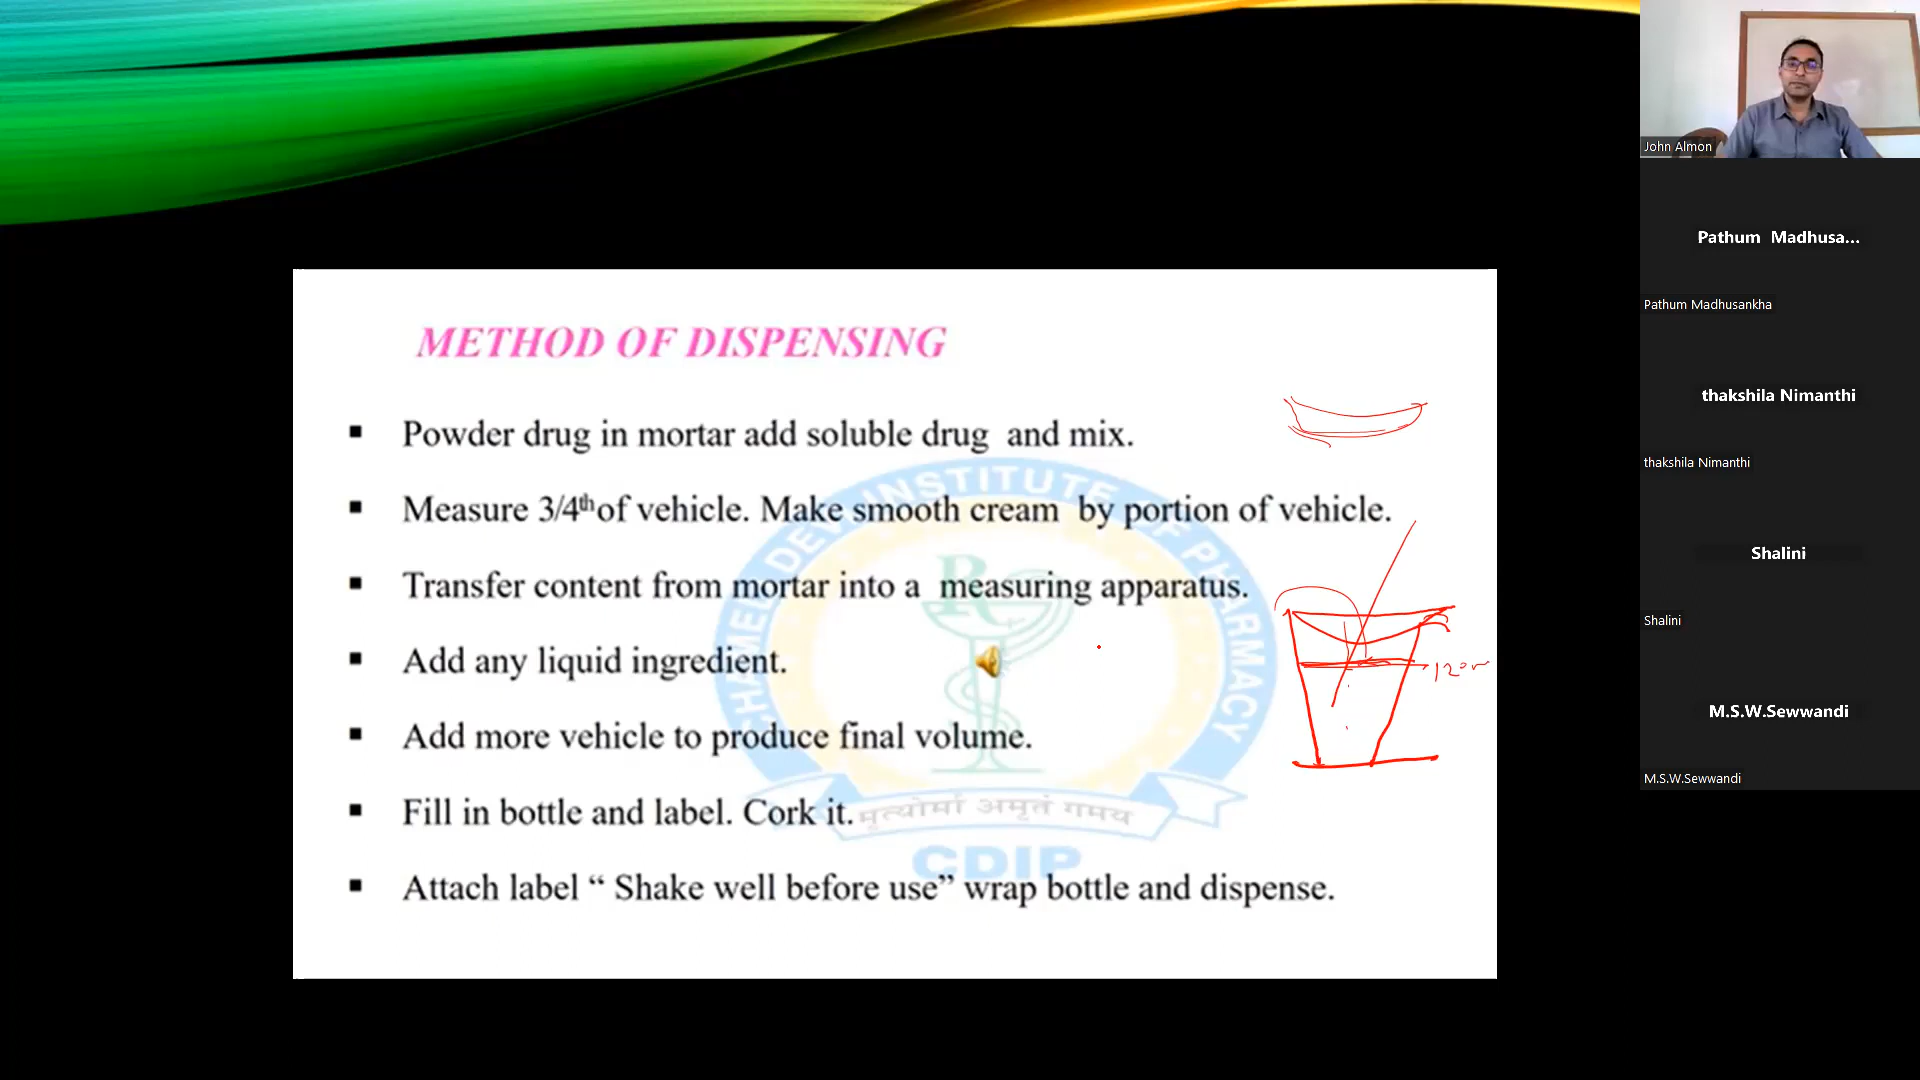 METHOD OF DISPENSING
▪ Powder drug in mortar add soluble drug and mix.
▪ Measure 3/4th of vehicle. Make smooth cream by portion of vehicle.
▪ Transfer content from mortar into a measuring apparatus.
▪ Add any liquid ingredient.
▪ Add more vehicle to produce final volume.
▪ Fill in bottle and label. Cork it.
▪ Attach label “ Shake well before use” wrap bottle and dispense.
CHAMELI DEVI INSTITUTE OF PHARMACY
R
मृत्योर्मा अमृतं गमय
CDIP
120
John Almon
Pathum Madhusa...
Pathum Madhusankha
thakshila Nimanthi
thakshila Nimanthi
Shalini
Shalini
M.S.W.Sewwandi
M.S.W.Sewwandi